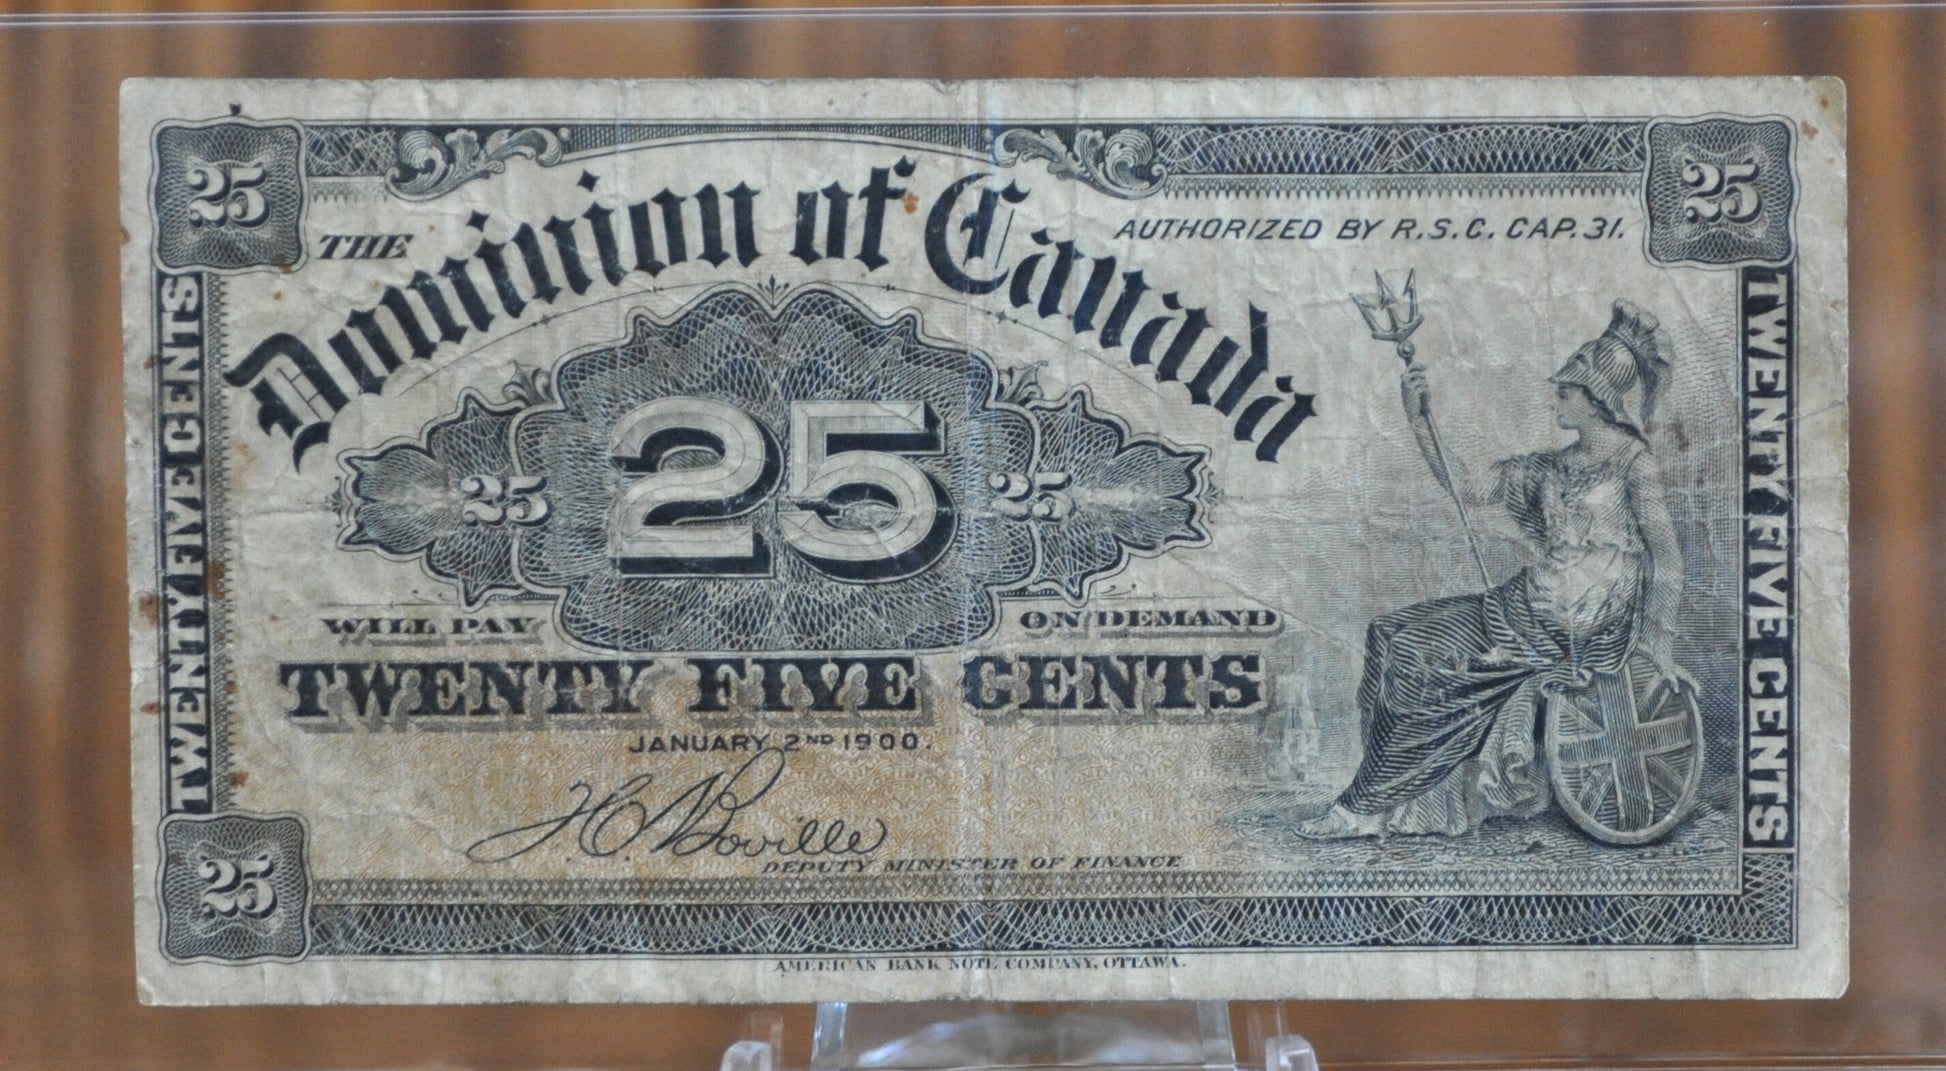 25
25
THE Dominion of Canada
AUTHORIZED BY R.S.C. CAP. 31.
TWENTY FIVE CENTS
TWENTY FIVE CENTS
25
25
25
WILL PAY
ON DEMAND
TWENTY FIVE CENTS
JANUARY 2ND 1900.
H C Boville
DEPUTY MINISTER OF FINANCE
25
AMERICAN BANK NOTE COMPANY, OTTAWA.